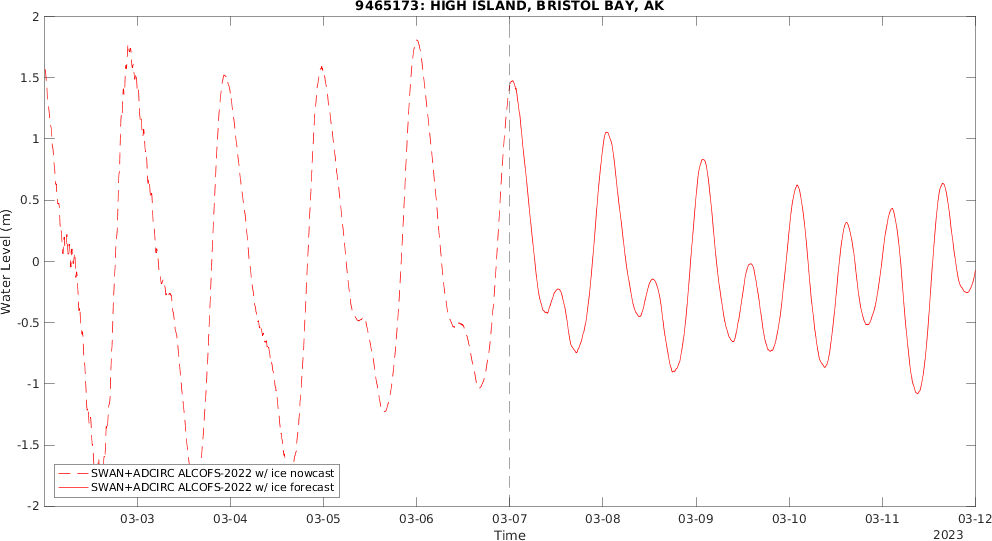 9465173: HIGH ISLAND, BRISTOL BAY, AK
2
1.5
1
0.5
0
-0.5
-1
-1.5
-2
Water Level (m)
SWAN+ADCIRC ALCOFS-2022 w/ ice nowcast
SWAN+ADCIRC ALCOFS-2022 w/ ice forecast
03-03 03-04 03-05 03-06 03-07 03-08 03-09 03-10 03-11 03-12
Time
2023